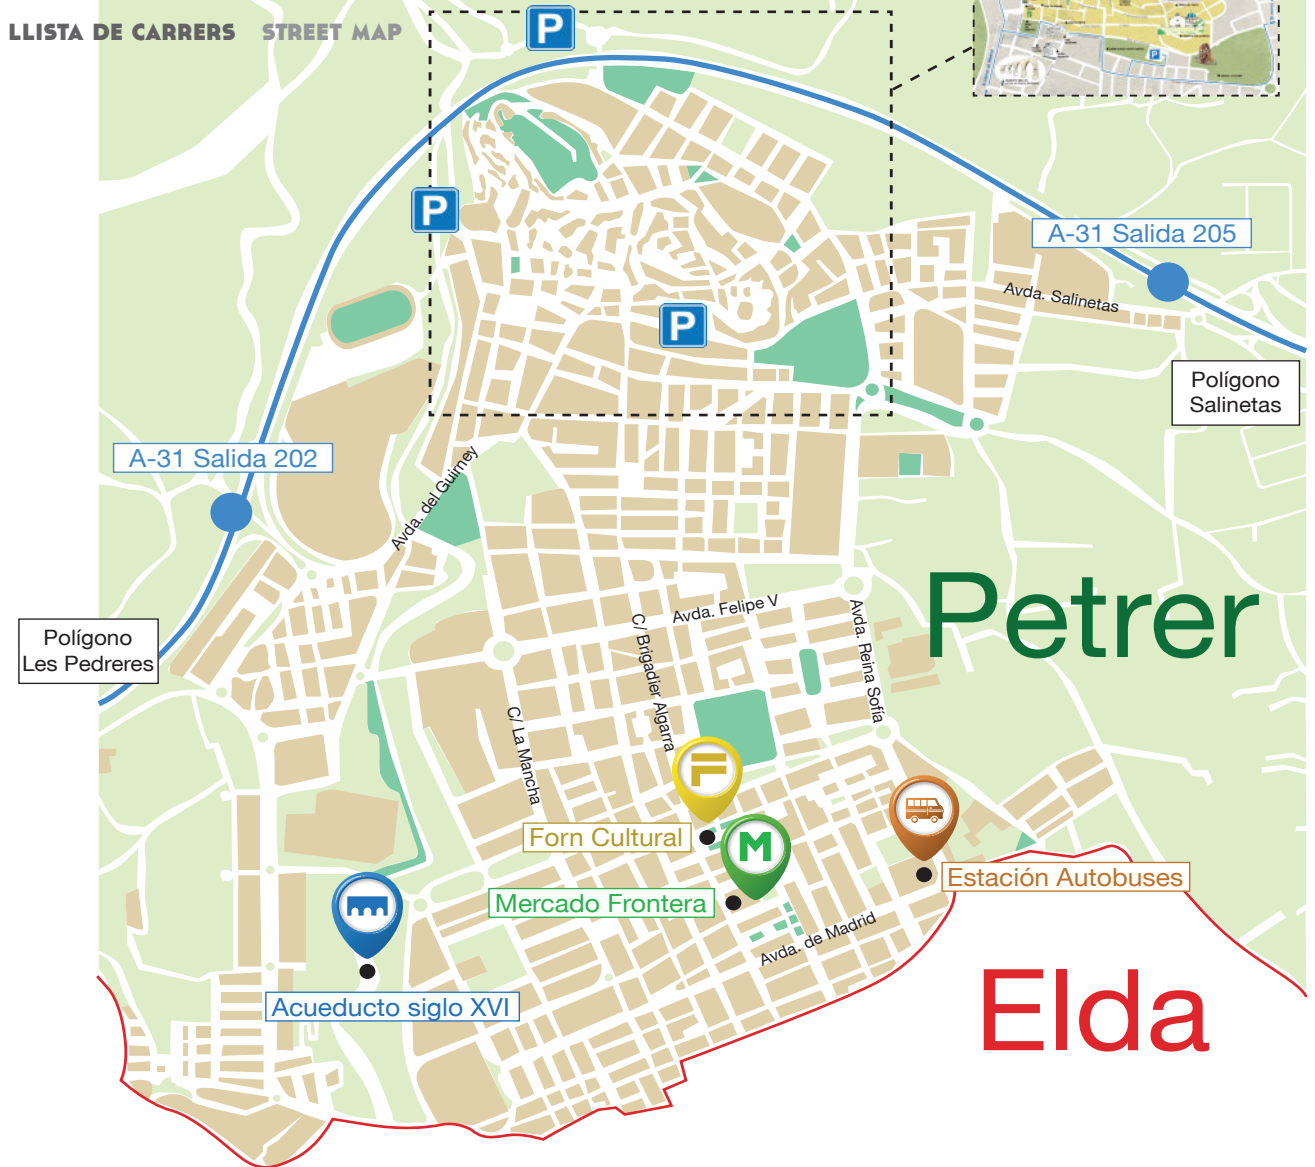 LLISTA DE CARRERS STREET MAP
P
P
A-31 Salida 205
Avda. Salinetas
P
Polígono
Salinetas
A-31 Salida 202
Avda. del Guirney
Petrer
Avda. Felipe V
C/ Brigadier Algarra
Avda. Reina Sofía
Polígono
Les Pedreres
C/ La Mancha
F
Forn Cultural
M
Mercado Frontera
Estación Autobuses
Avda. de Madrid
Acueducto siglo XVI
Elda